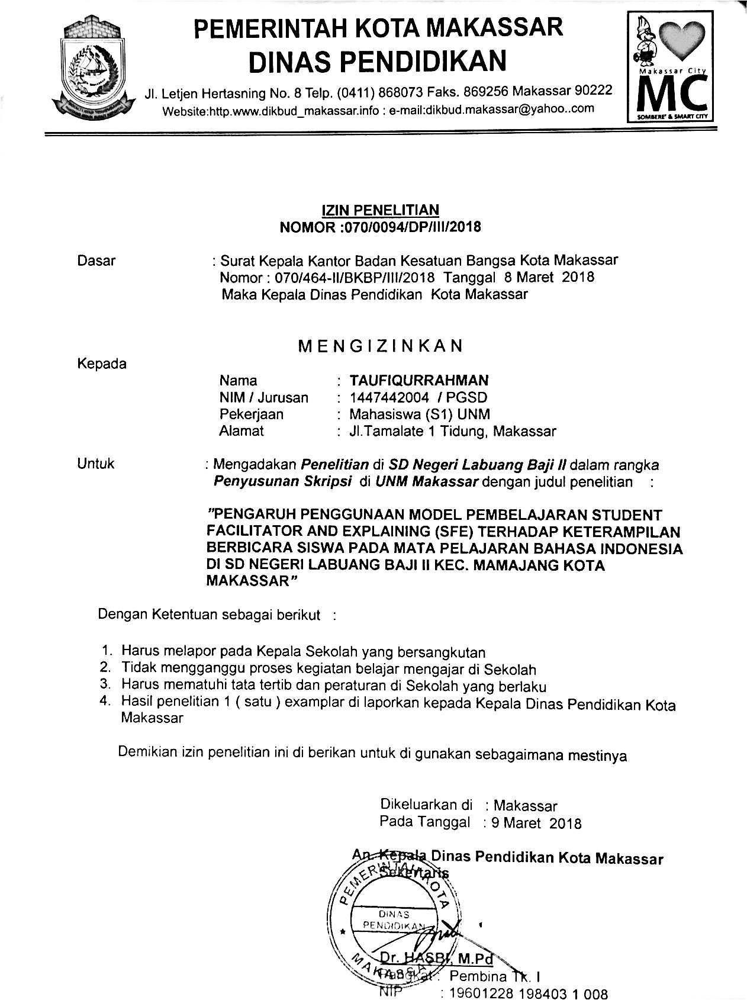 PEMERINTAH KOTA MAKASSAR
DINAS PENDIDIKAN
Jl. Letjen Hertasning No. 8 Telp. (0411) 868073 Faks. 869256 Makassar 90222
Website:http.www.dikbud_makassar.info : e-mail:dikbud.makassar@yahoo..com
Makassar City
MC
SOMBERE' & SMART CITY
IZIN PENELITIAN
NOMOR :070/0094/DP/III/2018
Dasar : Surat Kepala Kantor Badan Kesatuan Bangsa Kota Makassar
Nomor : 070/464-II/BKBP/III/2018 Tanggal 8 Maret 2018
Maka Kepala Dinas Pendidikan Kota Makassar
M E N G I Z I N K A N
Kepada
Nama : TAUFIQURRAHMAN
NIM / Jurusan : 1447442004 / PGSD
Pekerjaan : Mahasiswa (S1) UNM
Alamat : Jl.Tamalate 1 Tidung, Makassar
Untuk : Mengadakan Penelitian di SD Negeri Labuang Baji II dalam rangka
Penyusunan Skripsi di UNM Makassar dengan judul penelitian :
"PENGARUH PENGGUNAAN MODEL PEMBELAJARAN STUDENT
FACILITATOR AND EXPLAINING (SFE) TERHADAP KETERAMPILAN
BERBICARA SISWA PADA MATA PELAJARAN BAHASA INDONESIA
DI SD NEGERI LABUANG BAJI II KEC. MAMAJANG KOTA
MAKASSAR"
Dengan Ketentuan sebagai berikut :
1. Harus melapor pada Kepala Sekolah yang bersangkutan
2. Tidak mengganggu proses kegiatan belajar mengajar di Sekolah
3. Harus mematuhi tata tertib dan peraturan di Sekolah yang berlaku
4. Hasil penelitian 1 ( satu ) examplar di laporkan kepada Kepala Dinas Pendidikan Kota
Makassar
Demikian izin penelitian ini di berikan untuk di gunakan sebagaimana mestinya
Dikeluarkan di : Makassar
Pada Tanggal : 9 Maret 2018
An. Kepala Dinas Pendidikan Kota Makassar
Sekertaris
PEMERINTAH KOTA
DINAS
PENDIDIKAN
MAKASSAR
Dr. HASBI, M.Pd
Pangkat : Pembina Tk. I
NIP : 19601228 198403 1 008